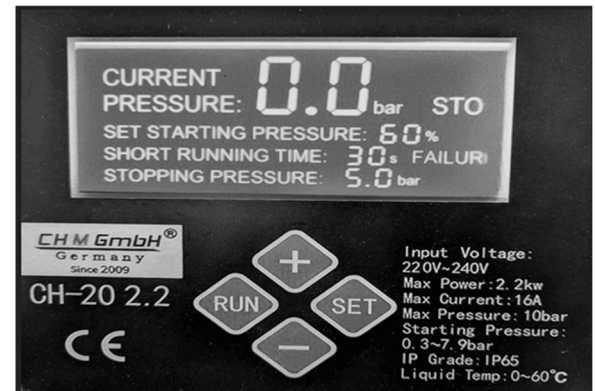 CURRENT
PRESSURE: 0.0 bar STO
SET STARTING PRESSURE: 60%
SHORT RUNNING TIME: 30s FAILUR
STOPPING PRESSURE: 5.0 bar
CHM GmbH®
Germany
Since 2009
CH-20 2.2
CE
+
RUN
SET
−
Input Voltage:
220V~240V
Max Power:2.2kw
Max Current:16A
Max Pressure:10bar
Starting Pressure:
0.3~7.9bar
IP Grade:IP65
Liquid Temp:0~60℃